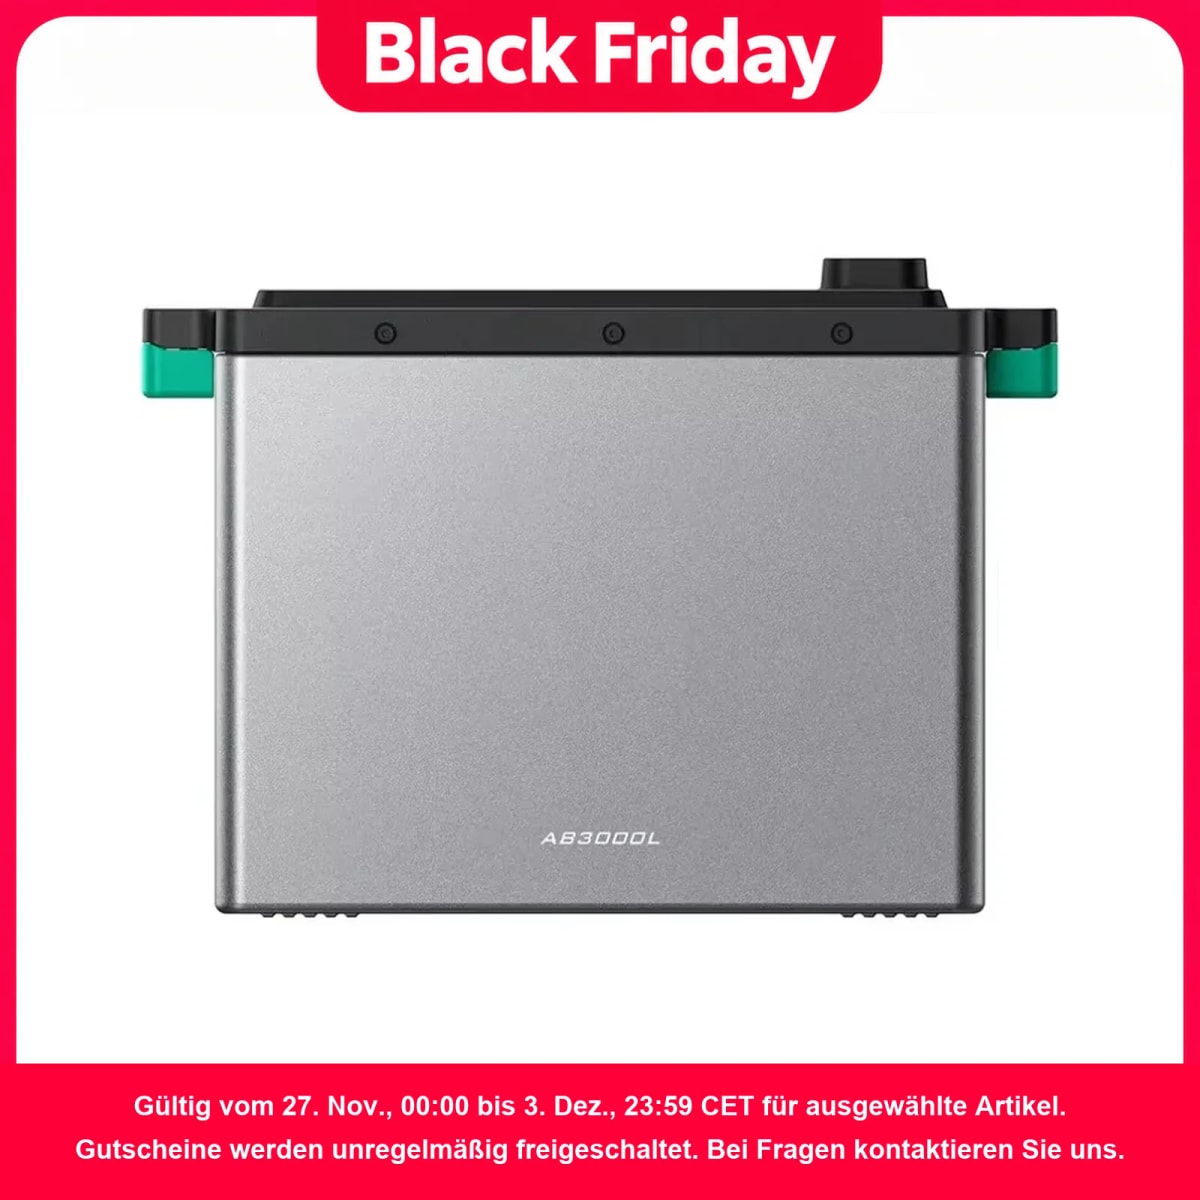 Black Friday
AB3000L
Gültig vom 27. Nov., 00:00 bis 3. Dez., 23:59 CET für ausgewählte Artikel.
Gutscheine werden unregelmäßig freigeschaltet. Bei Fragen kontaktieren Sie uns.